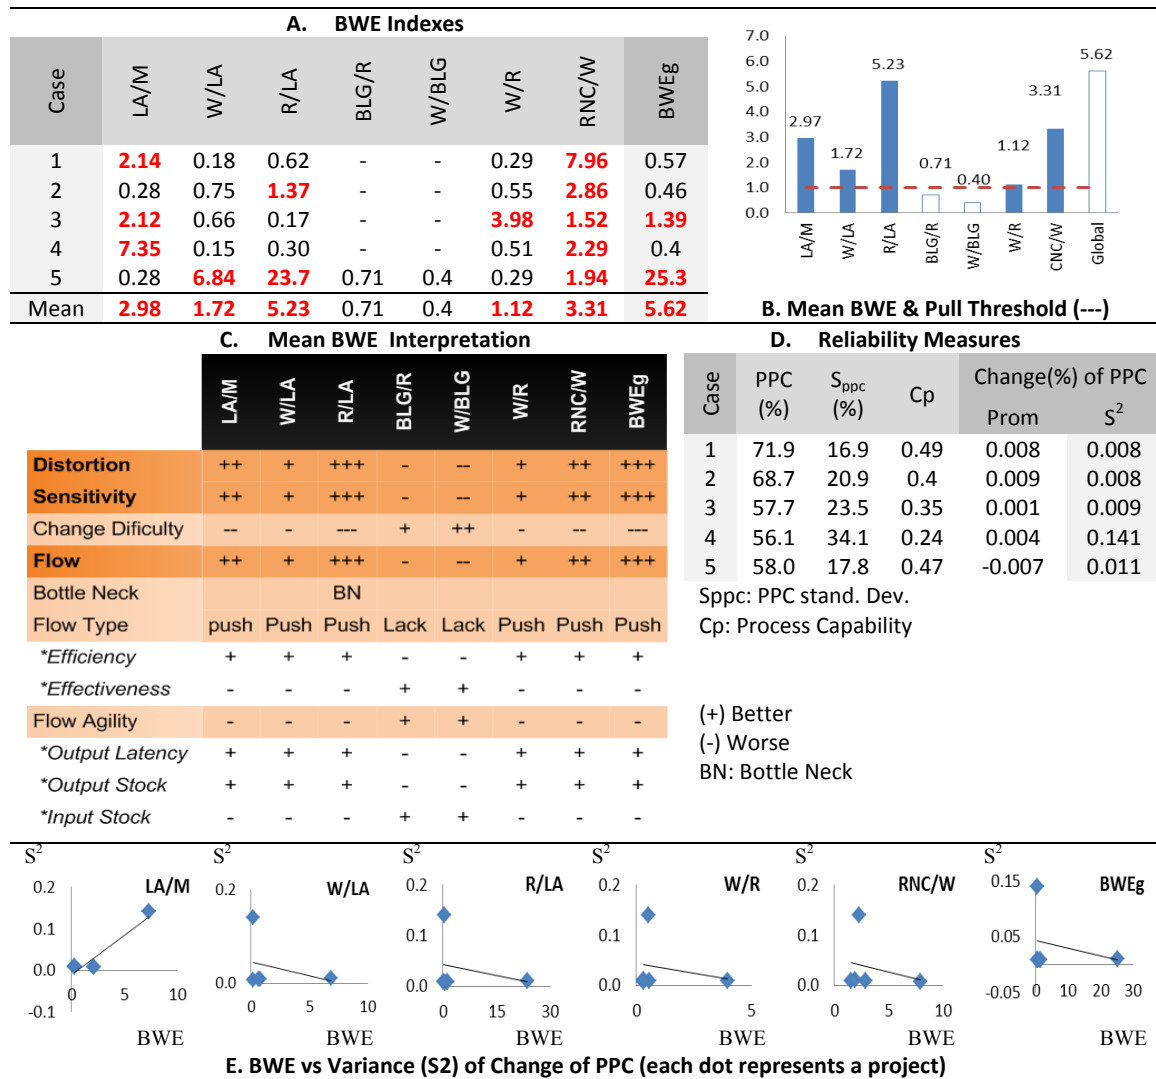 A. BWE Indexes
Case LA/M W/LA R/LA BLG/R W/BLG W/R RNC/W BWEg
1 2.14 0.18 0.62 - - 0.29 7.96 0.57
2 0.28 0.75 1.37 - - 0.55 2.86 0.46
3 2.12 0.66 0.17 - - 3.98 1.52 1.39
4 7.35 0.15 0.30 - - 0.51 2.29 0.4
5 0.28 6.84 23.7 0.71 0.4 0.29 1.94 25.3
Mean 2.98 1.72 5.23 0.71 0.4 1.12 3.31 5.62
7.0
6.0
5.0
4.0
3.0
2.0
1.0
0.0
2.97 1.72 5.23 0.71 0.40 1.12 3.31 5.62
LA/M W/LA R/LA BLG/R W/BLG W/R CNC/W Global
B. Mean BWE & Pull Threshold (---)
C. Mean BWE Interpretation
LA/M W/LA R/LA BLG/R W/BLG W/R RNC/W BWEg
Distortion ++ + +++ - -- + ++ +++
Sensitivity ++ + +++ - -- + ++ +++
Change Dificulty -- - --- + ++ - -- ---
Flow ++ + +++ - -- + ++ +++
Bottle Neck BN
Flow Type push Push Push Lack Lack Push Push Push
*Efficiency + + + - - + + +
*Effectiveness - - - + + - - -
Flow Agility - - - + + - - -
*Output Latency + + + - - + + +
*Output Stock + + + - - + + +
*Input Stock - - - + + - - -
D. Reliability Measures
Case PPC (%) Sppc (%) Cp Change(%) of PPC
Prom S2
1 71.9 16.9 0.49 0.008 0.008
2 68.7 20.9 0.4 0.009 0.008
3 57.7 23.5 0.35 0.001 0.009
4 56.1 34.1 0.24 0.004 0.141
5 58.0 17.8 0.47 -0.007 0.011
Sppc: PPC stand. Dev.
Cp: Process Capability
(+) Better
(-) Worse
BN: Bottle Neck
S2 S2 S2 S2 S2 S2
LA/M
0.2
0.1
0.0
-0.1
0 5 10
BWE
W/LA
0.2
0.1
0.0
0 5 10
BWE
R/LA
0.2
0.1
0.0
0 15 30
BWE
W/R
0.2
0.1
0.0
0 5
BWE
RNC/W
0.2
0.1
0.0
0 5 10
BWE
BWEg
0.15
0.05
-0.05
0 10 20 30
BWE
E. BWE vs Variance (S2) of Change of PPC (each dot represents a project)